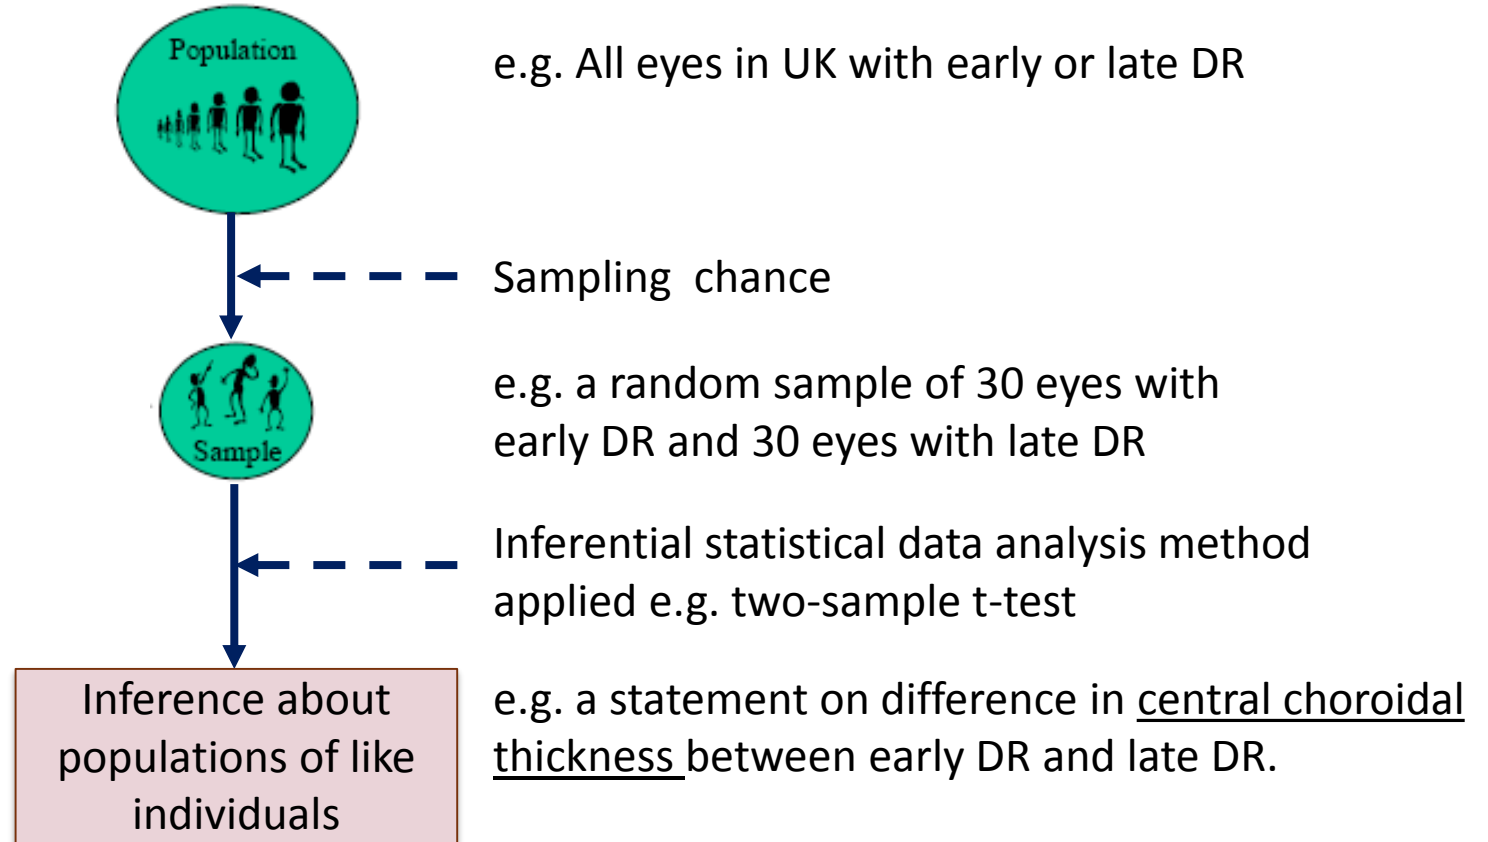 Population
e.g. All eyes in UK with early or late DR
Sampling  chance
Sample
e.g. a random sample of 30 eyes with
early DR and 30 eyes with late DR
Inferential statistical data analysis method
applied e.g. two-sample t-test
Inference about
populations of like
individuals
e.g. a statement on difference in central choroidal
thickness between early DR and late DR.